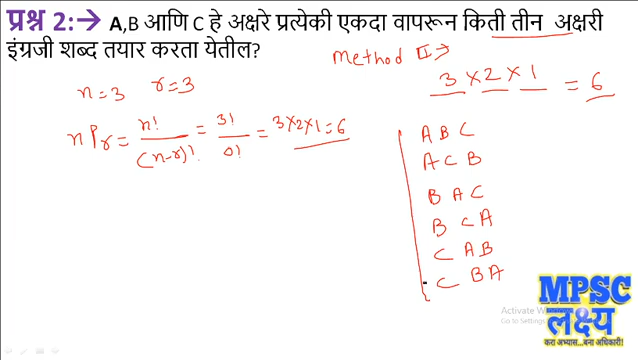 प्रश्न 2:→ A,B आणि C हे अक्षरे प्रत्येकी एकदा वापरून किती तीन अक्षरी
इंग्रजी शब्द तयार करता येतील?
n=3 r=3
nPr = n!/(n-r)! = 3!/0! = 3×2×1=6
Method II→
3 × 2 × 1 = 6
A B C
A C B
B A C
B C A
C A B
C B A
MPSC
लक्ष्य
करा अभ्यास...बना अधिकारी!
Activate Windows
Go to Settings